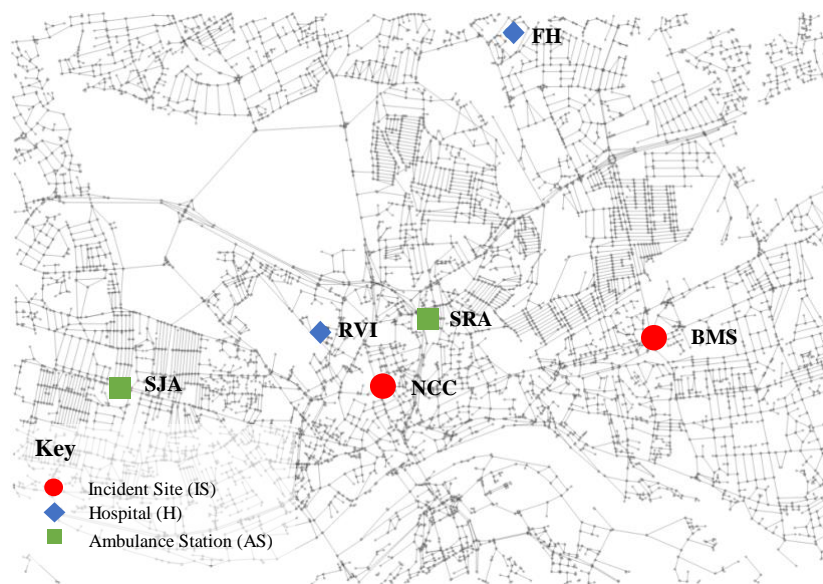 FH
SRA
RVI
BMS
SJA
NCC
Key
Incident Site (IS)
Hospital (H)
Ambulance Station (AS)